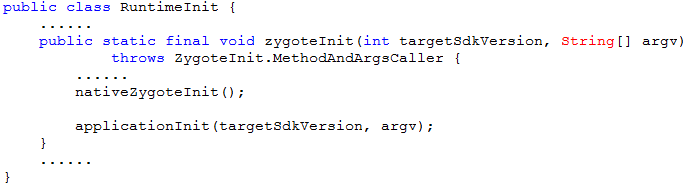 public class RuntimeInit {
    ......
    public static final void zygoteInit(int targetSdkVersion, String[] argv)
            throws ZygoteInit.MethodAndArgsCaller {
        ......
        nativeZygoteInit();
        applicationInit(targetSdkVersion, argv);
    }
    ......
}